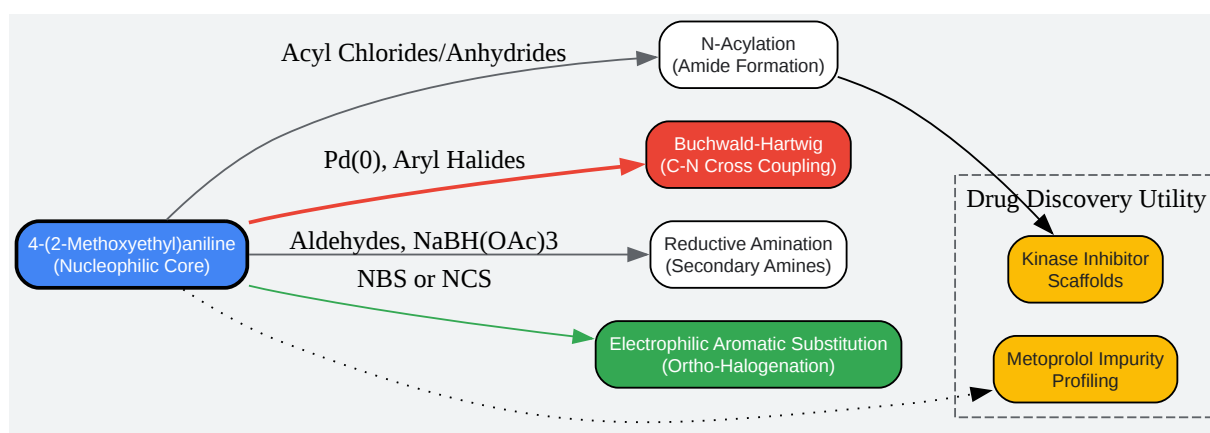 Acyl Chlorides/Anhydrides
N-Acylation
(Amide Formation)
Pd(0), Aryl Halides
Buchwald-Hartwig
(C-N Cross Coupling)
Drug Discovery Utility
4-(2-Methoxyethyl)aniline
(Nucleophilic Core)
Aldehydes, NaBH(OAc)3
Reductive Amination
(Secondary Amines)
Kinase Inhibitor
Scaffolds
NBS or NCS
Electrophilic Aromatic Substitution
(Ortho-Halogenation)
Metoprolol Impurity
Profiling